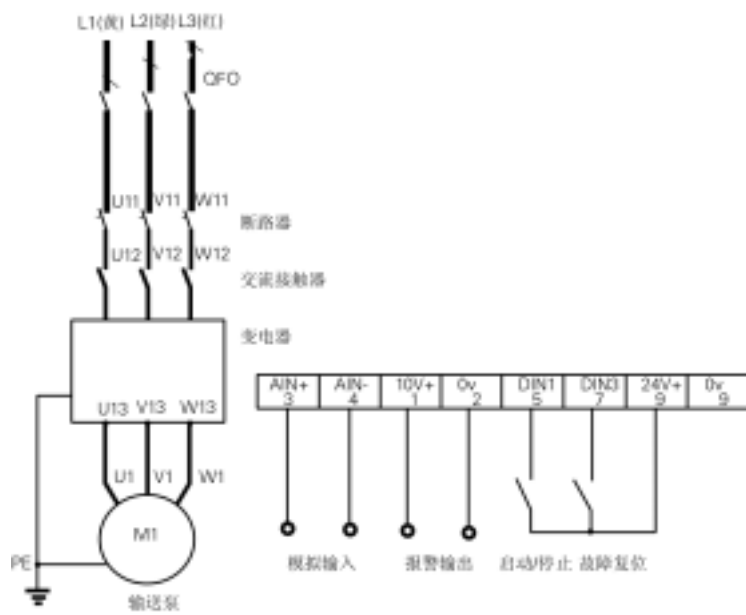 L1(黄) L2(绿) L3(红)
QFO
U11 V11 W11
断路器
U12 V12 W12
交流接触器
变电器
AIN+ AIN- 10V+ 0v DIN1 DIN3 24V+ 0v
3 4 1 2 5 7 9 9
U13 V13 W13
U1 V1 W1
M1
PE
模拟输入 报警输出 启动/停止 故障复位
输送泵